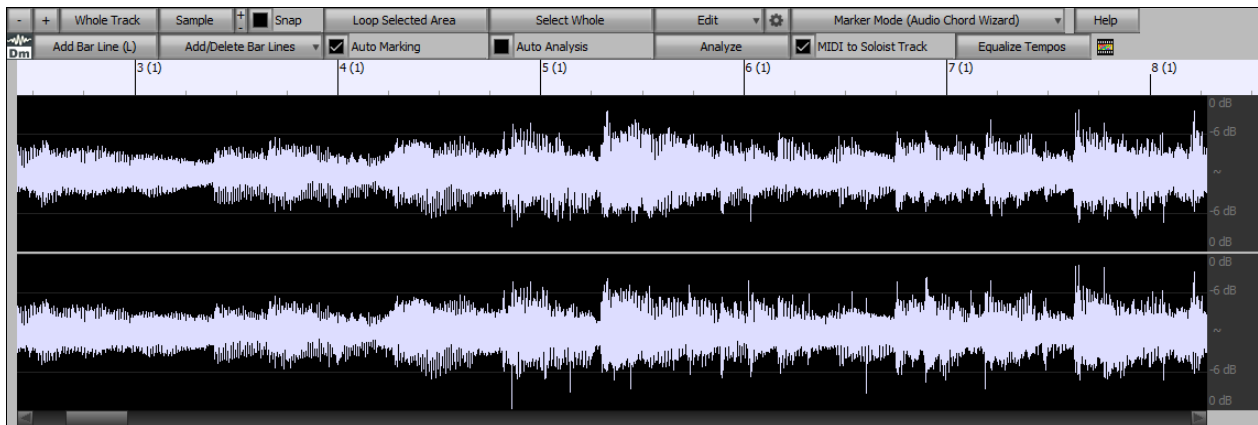 - + Whole Track Sample + - Snap Loop Selected Area Select Whole Edit Marker Mode (Audio Chord Wizard) Help
Dm Add Bar Line (L) Add/Delete Bar Lines Auto Marking Auto Analysis Analyze MIDI to Soloist Track Equalize Tempos
3 (1) 4 (1) 5 (1) 6 (1) 7 (1) 8 (1)
0 dB
-6 dB
~
-6 dB
0 dB
0 dB
-6 dB
~
-6 dB
0 dB